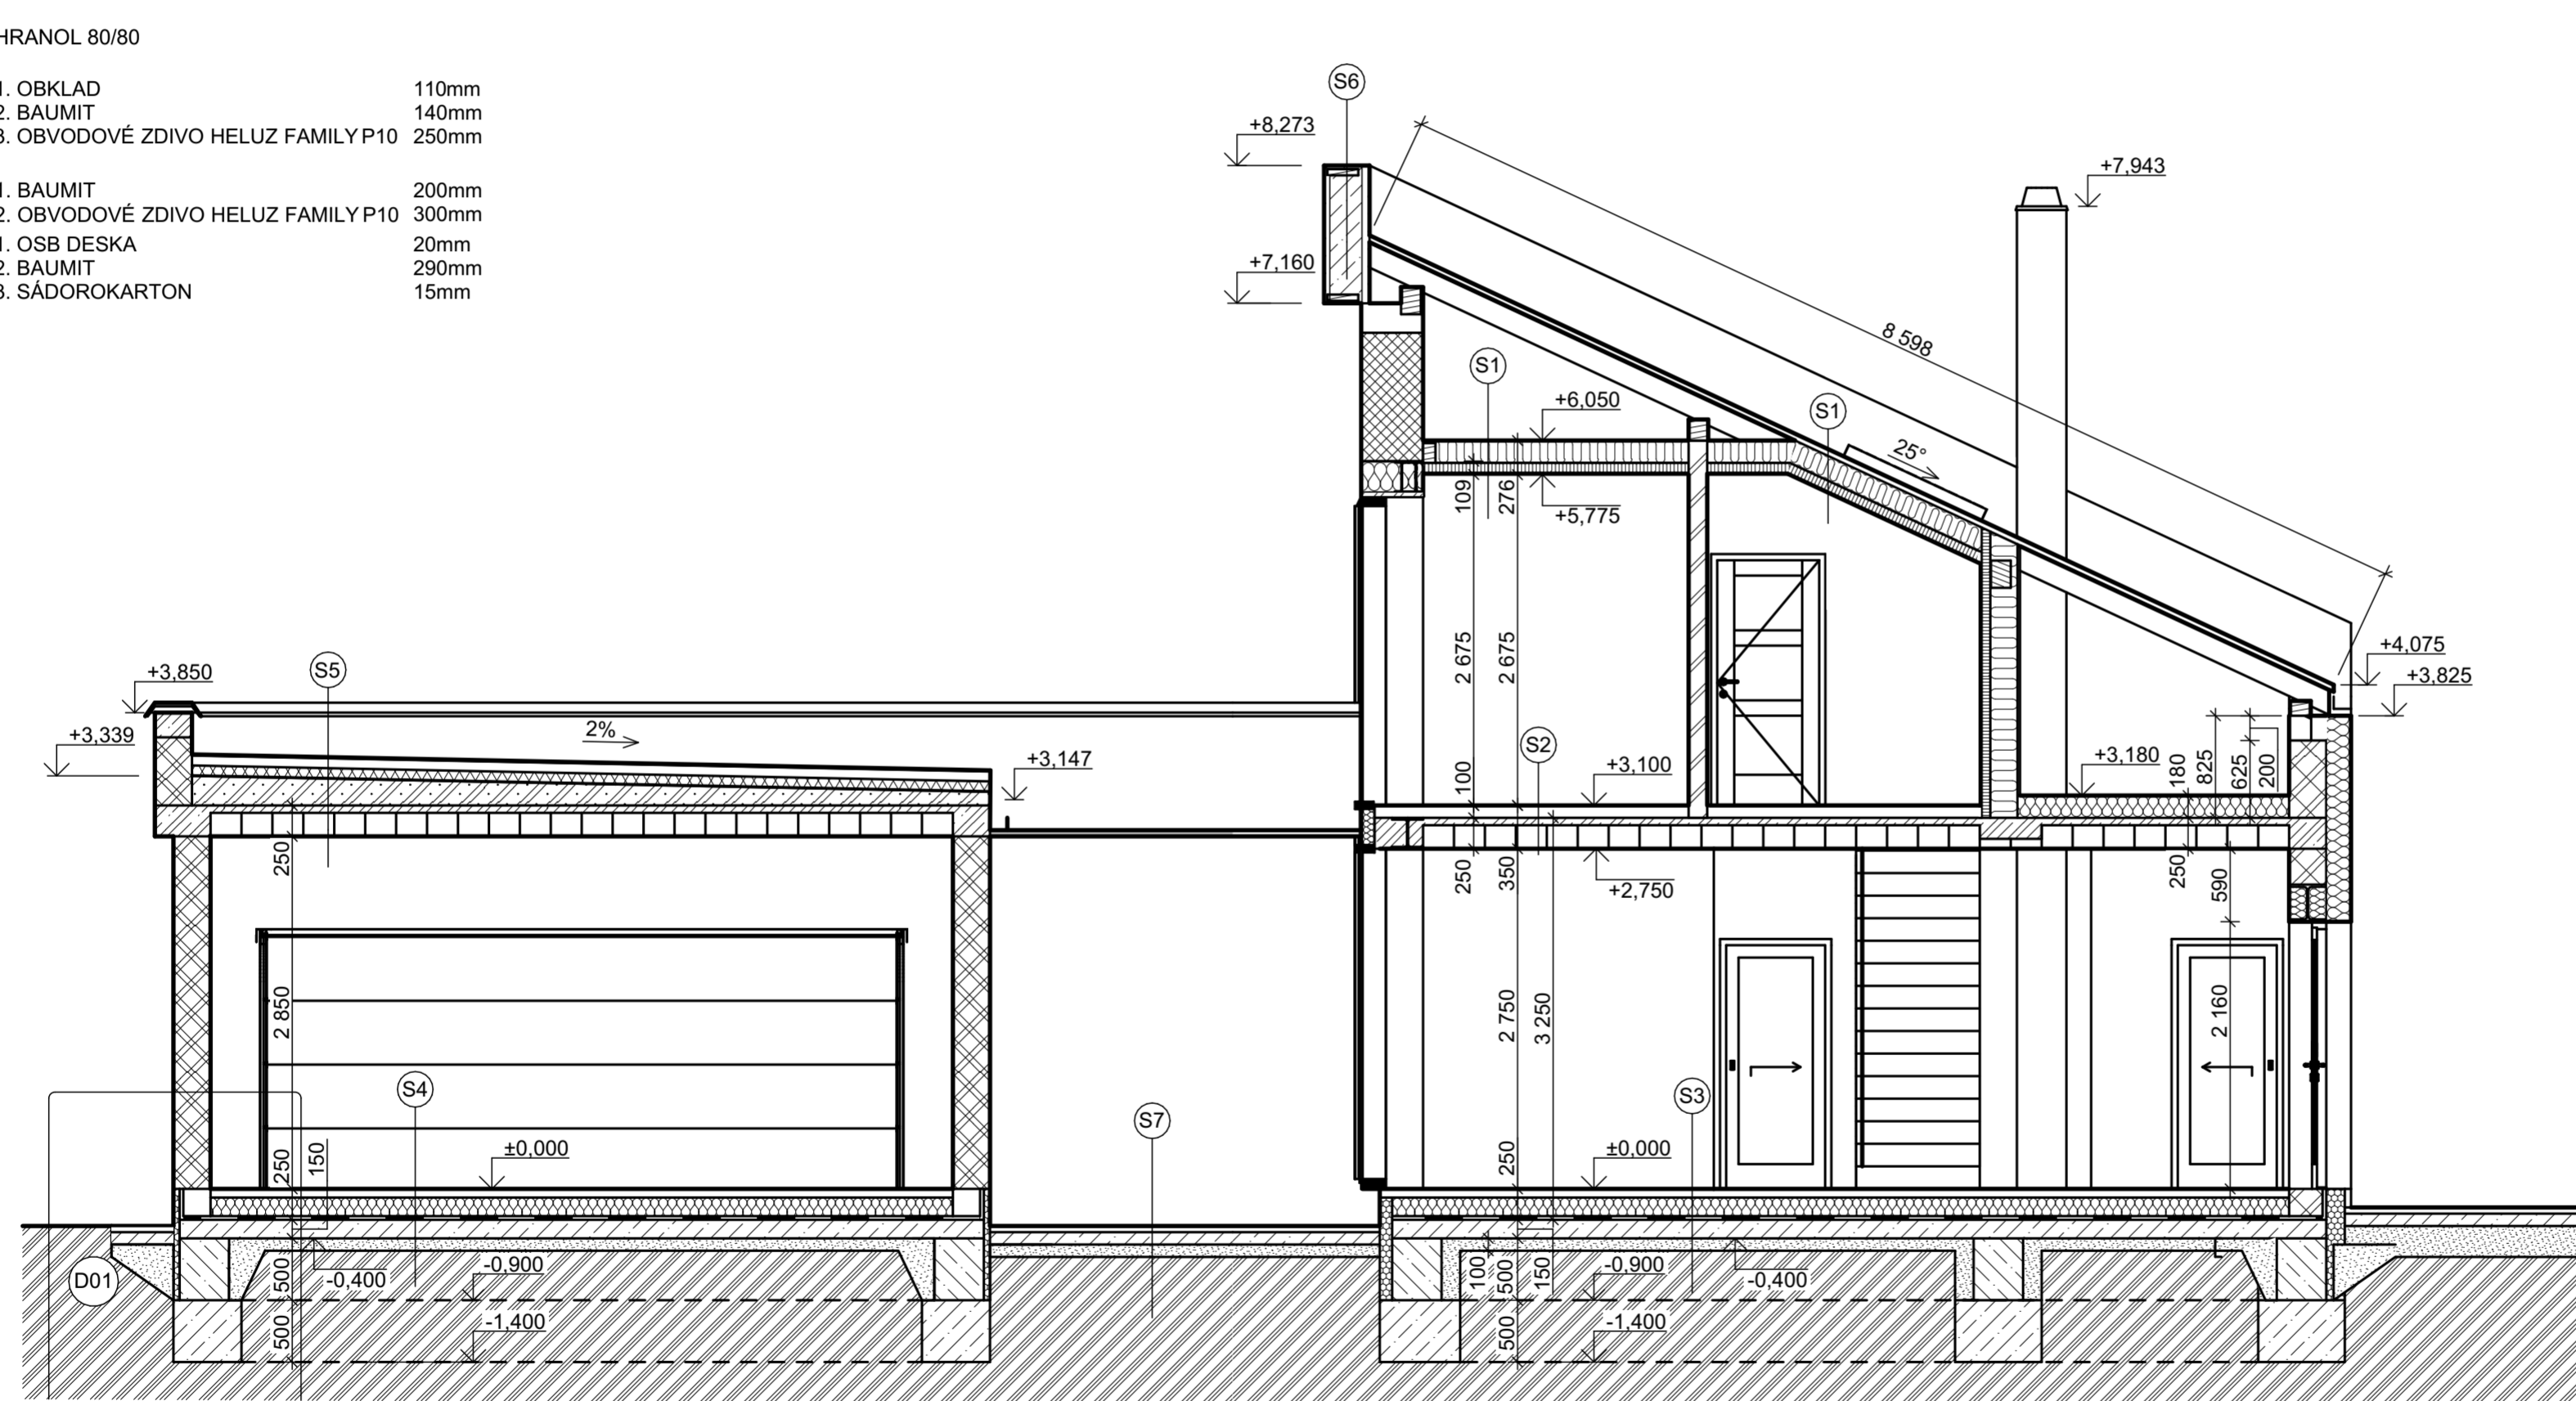 HRANOL 80/80
1. OBKLAD 110mm
2. BAUMIT 140mm
3. OBVODOVÉ ZDIVO HELUZ FAMILY P10 250mm
1. BAUMIT 200mm
2. OBVODOVÉ ZDIVO HELUZ FAMILY P10 300mm
1. OSB DESKA 20mm
2. BAUMIT 290mm
3. SÁDOROKARTON 15mm
S6
+8,273
+7,943
+7,160
8 598
S1
+6,050
S1
25°
109
276
+5,775
2 675
2 675
+4,075
+3,825
S5
+3,850
2%
+3,339
+3,147
S2
100
+3,100
+3,180
180
825
625
200
250
250
350
+2,750
250
590
2 850
2 750
3 250
2 160
S4
S7
S3
250
150
±0,000
250
±0,000
D01
500
-0,400
-0,900
100
500
150
-0,900
-0,400
500
-1,400
500
-1,400